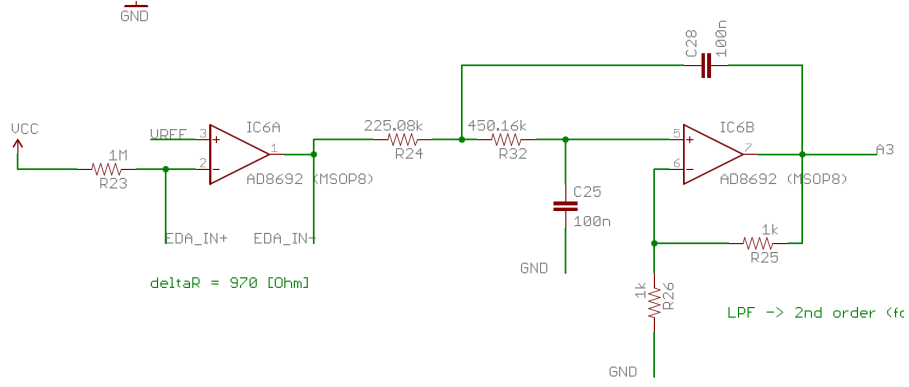 GND
C28
100n
VCC
VREF
3
IC6A
1
2
1M
R23
AD8692 (MSOP8)
225.08k
R24
450.16k
R32
5
IC6B
7
6
AD8692 (MSOP8)
A3
C25
100n
EDA_IN+
EDA_IN-
1k
R25
GND
deltaR = 970 [Ohm]
1k
R26
LPF -> 2nd order (fo
GND